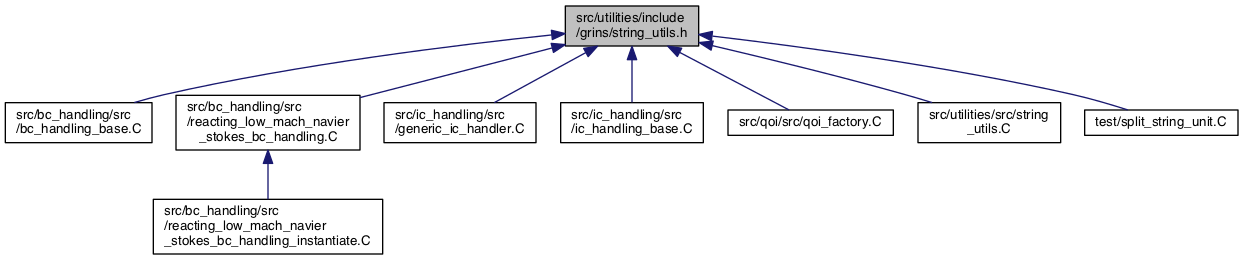 src/utilities/include
/grins/string_utils.h
src/bc_handling/src
/bc_handling_base.C
src/bc_handling/src
/reacting_low_mach_navier
_stokes_bc_handling.C
src/ic_handling/src
/generic_ic_handler.C
src/ic_handling/src
/ic_handling_base.C
src/qoi/src/qoi_factory.C
src/utilities/src/string
_utils.C
test/split_string_unit.C
src/bc_handling/src
/reacting_low_mach_navier
_stokes_bc_handling_instantiate.C